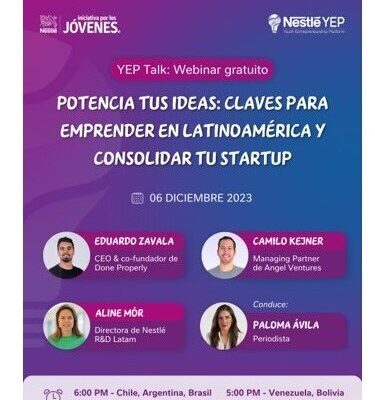 Nestlé
iniciativa por los
JÓVENES®
Nestlé YEP
Youth Entrepreneurship Platform
YEP Talk: Webinar gratuito
POTENCIA TUS IDEAS: CLAVES PARA
EMPRENDER EN LATINOAMÉRICA Y
CONSOLIDAR TU STARTUP
06 DICIEMBRE 2023
EDUARDO ZAVALA
CEO & co-fundador de
Done Properly
CAMILO KEJNER
Managing Partner
de Angel Ventures
ALINE MÓR
Directora de Nestlé
R&D Latam
Conduce:
PALOMA ÁVILA
Periodista
6:00 PM - Chile, Argentina, Brasil
5:00 PM - Venezuela, Bolivia